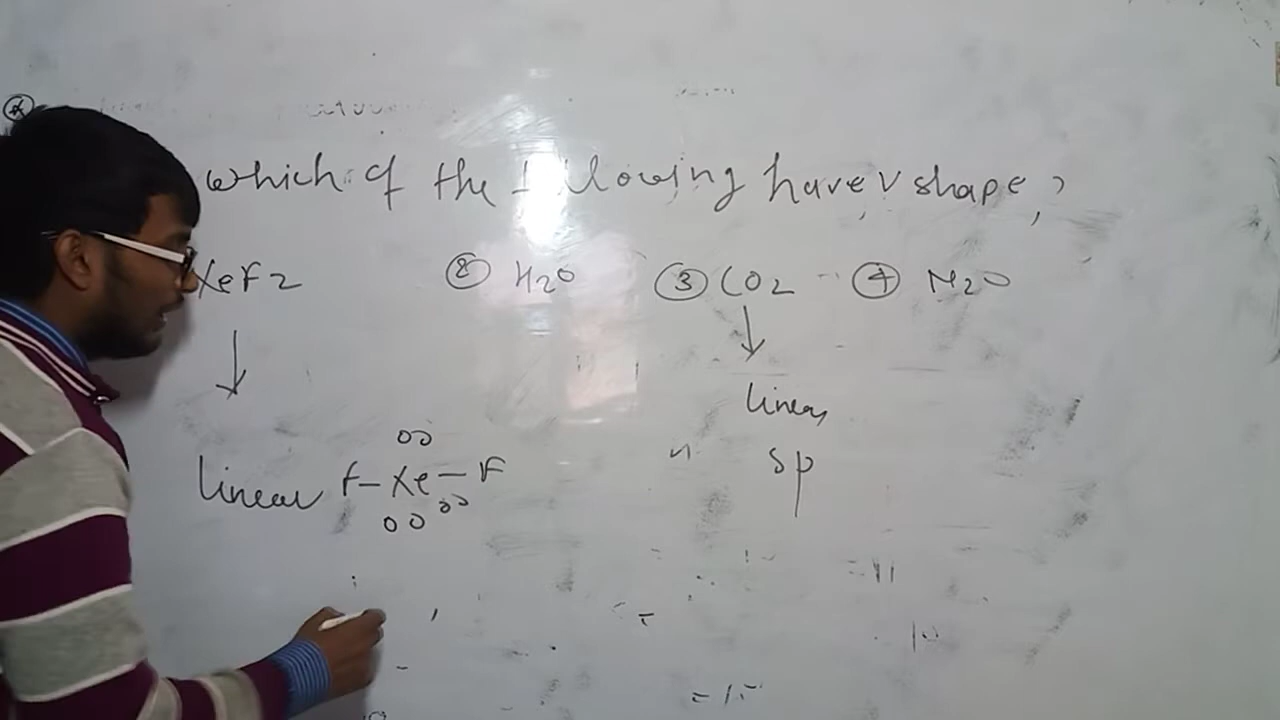 which of the following have V shape ?
XeF2 ② H2O ③ CO2 ④ N2O
linear F-Xe-F linear
sp